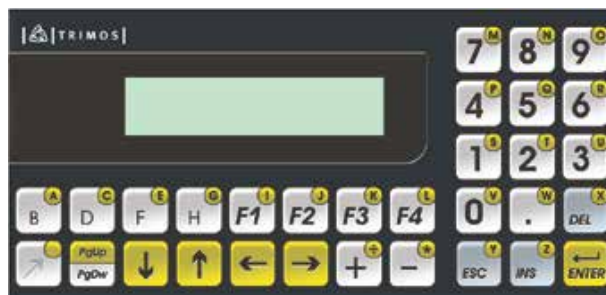 TRIMOS
7 M 8 N 9 O
4 P 5 Q 6 R
1 S 2 T 3 U
B A D C F E H G F1 I F2 J F3 K F4 L 0 V . W DEL X
PgUp
PgDw ↓ ↑ ← → + ÷ - * ESC Y INS Z ENTER